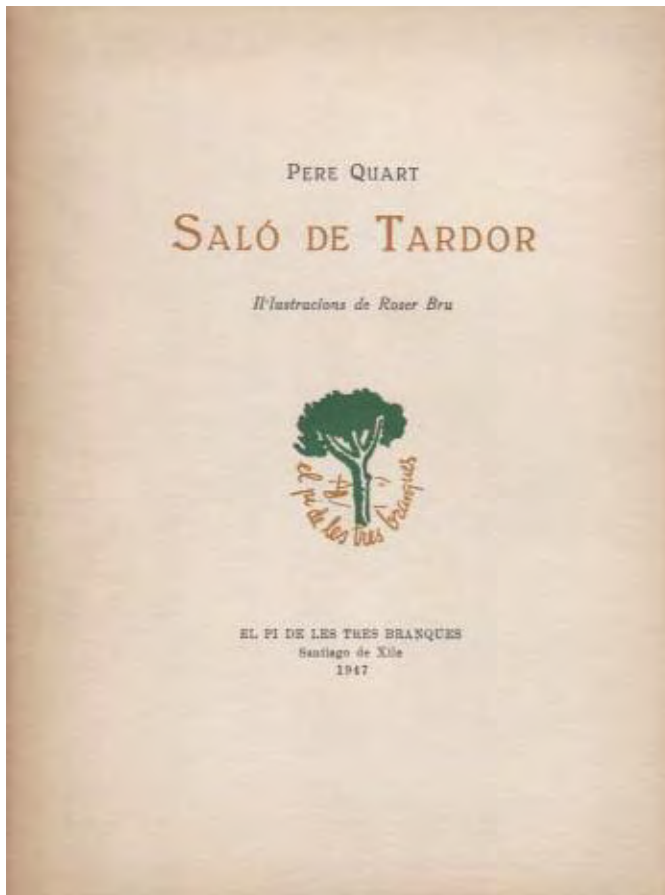 PERE QUART
SALÓ DE TARDOR
Il·lustracions de Roser Bru
el pi de les tres branques
EL PI DE LES TRES BRANQUES
Santiago de Xile
1947